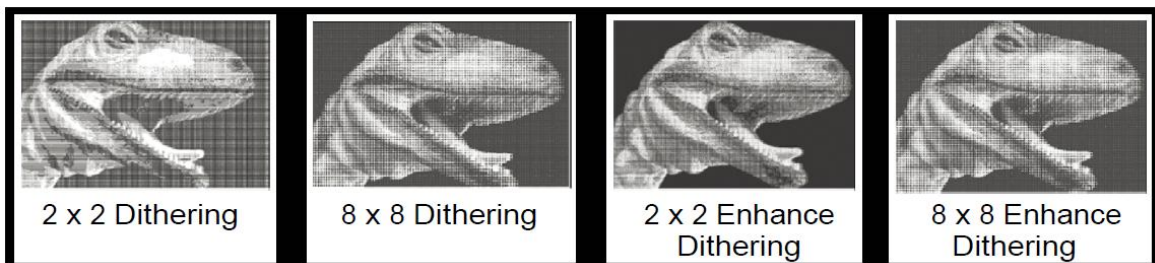 2 x 2 Dithering
8 x 8 Dithering
2 x 2 Enhance
Dithering
8 x 8 Enhance
Dithering